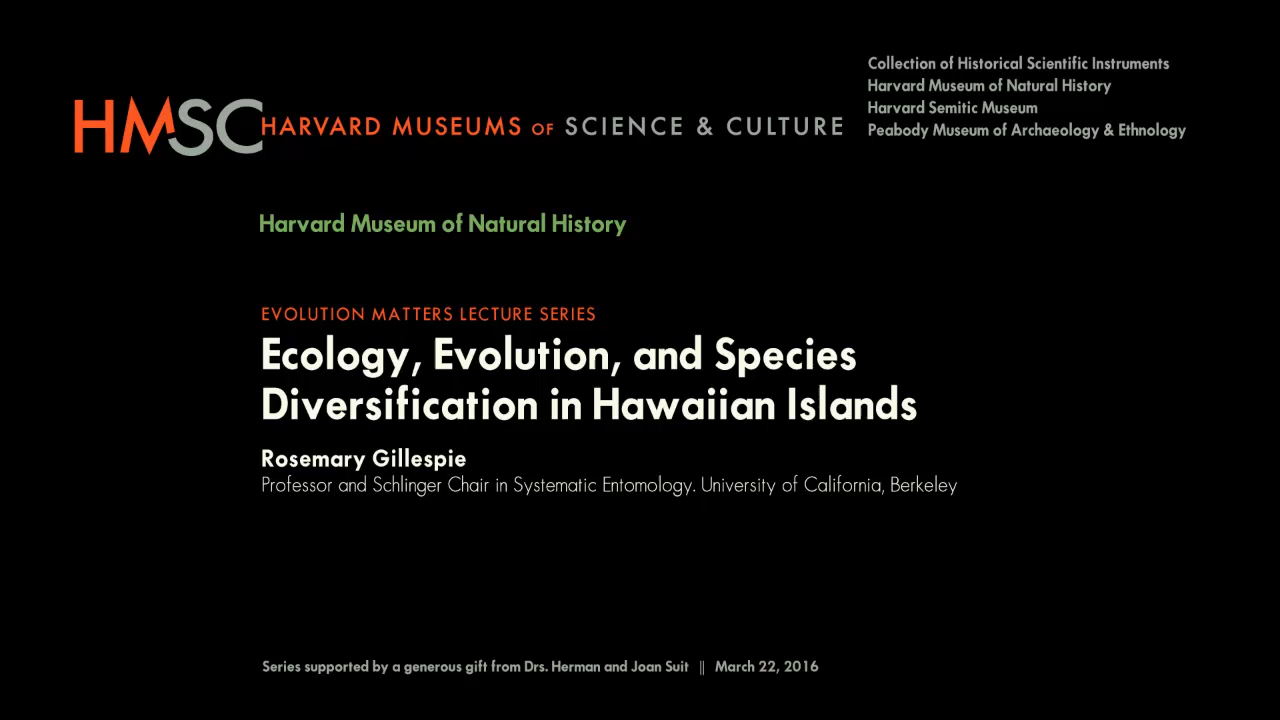 HMSC HARVARD MUSEUMS OF SCIENCE & CULTURE
Collection of Historical Scientific Instruments
Harvard Museum of Natural History
Harvard Semitic Museum
Peabody Museum of Archaeology & Ethnology
Harvard Museum of Natural History
EVOLUTION MATTERS LECTURE SERIES
Ecology, Evolution, and Species
Diversification in Hawaiian Islands
Rosemary Gillespie
Professor and Schlinger Chair in Systematic Entomology. University of California, Berkeley
Series supported by a generous gift from Drs. Herman and Joan Suit || March 22, 2016